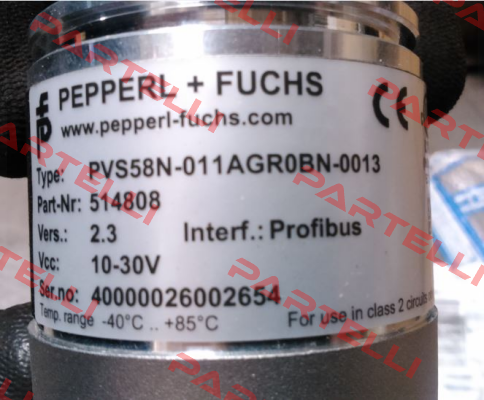 PEPPERL + FUCHS
www.pepperl-fuchs.com
CE
Type: PVS58N-011AGR0BN-0013
Part-Nr: 514808
Vers.: 2.3 Interf.: Profibus
Vcc: 10-30V
Ser.no: 40000026002654
Temp. range -40°C .. +85°C
For use in class 2 circuits
PARTELLI
PARTELLI
PARTELLI
PARTELLI
PARTELLI